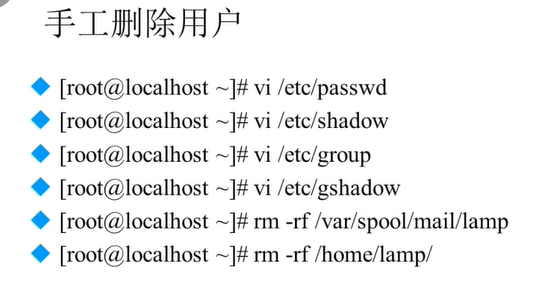 手工删除用户
[root@localhost ~]# vi /etc/passwd
[root@localhost ~]# vi /etc/shadow
[root@localhost ~]# vi /etc/group
[root@localhost ~]# vi /etc/gshadow
[root@localhost ~]# rm -rf /var/spool/mail/lamp
[root@localhost ~]# rm -rf /home/lamp/